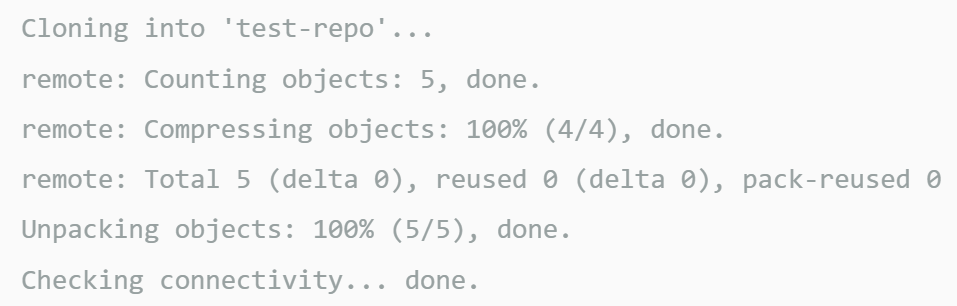 Cloning into 'test-repo'...
remote: Counting objects: 5, done.
remote: Compressing objects: 100% (4/4), done.
remote: Total 5 (delta 0), reused 0 (delta 0), pack-reused 0
Unpacking objects: 100% (5/5), done.
Checking connectivity... done.